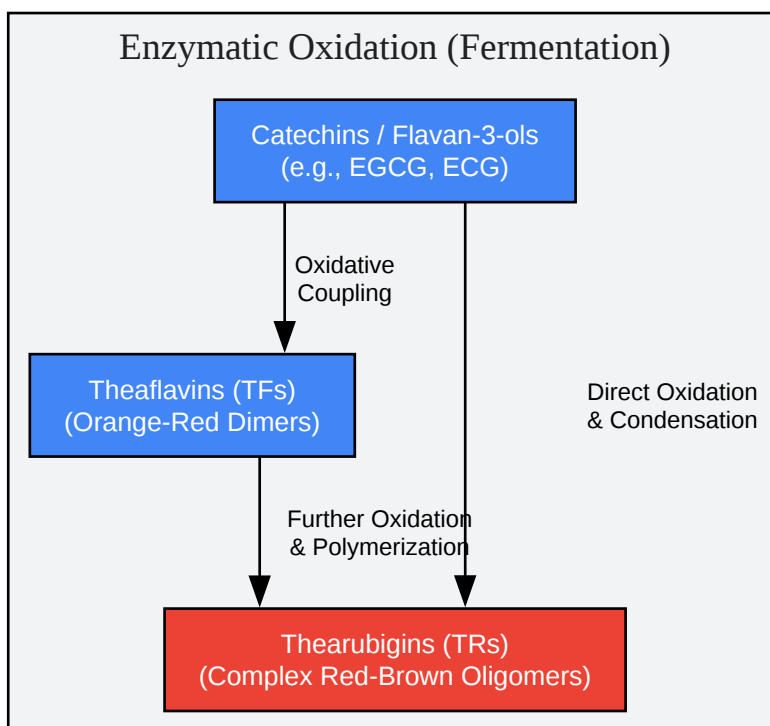 Enzymatic Oxidation (Fermentation)
Catechins / Flavan-3-ols
(e.g., EGCG, ECG)
Oxidative
Coupling
Theaflavins (TFs)
(Orange-Red Dimers)
Direct Oxidation
& Condensation
Further Oxidation
& Polymerization
Thearubigins (TRs)
(Complex Red-Brown Oligomers)